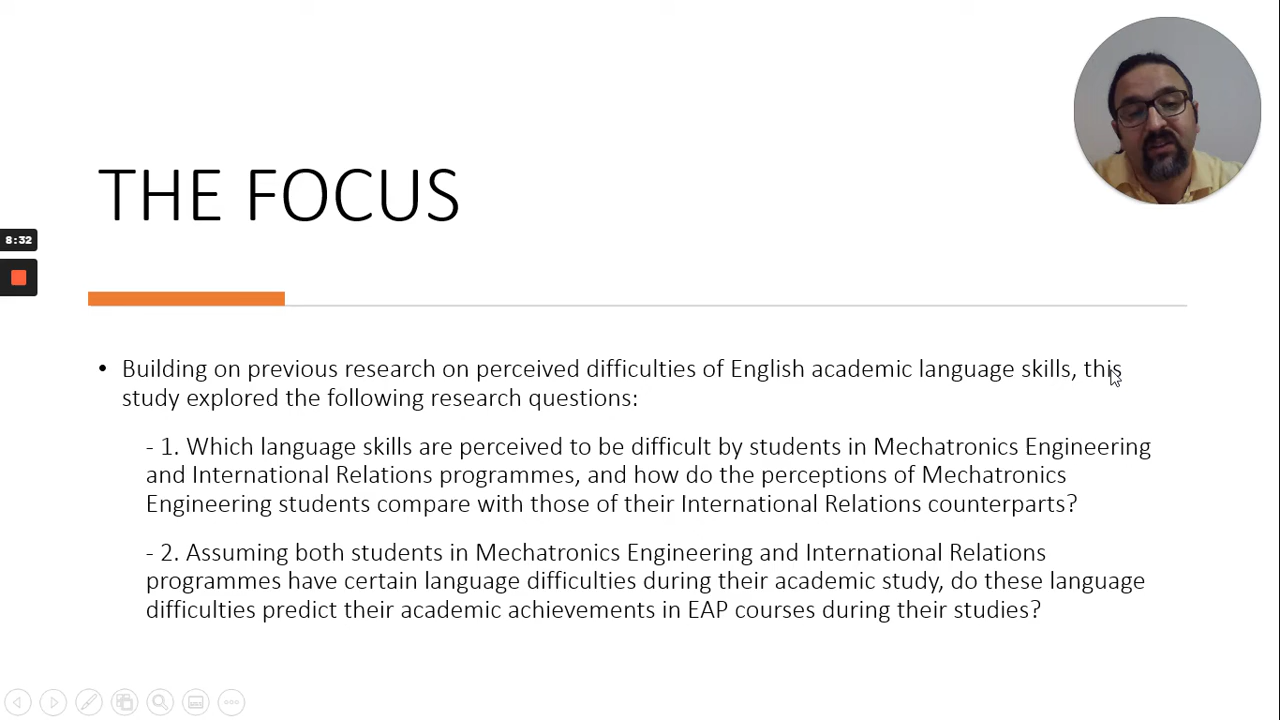 THE FOCUS
8:32
• Building on previous research on perceived difficulties of English academic language skills, this
study explored the following research questions:
- 1. Which language skills are perceived to be difficult by students in Mechatronics Engineering
and International Relations programmes, and how do the perceptions of Mechatronics
Engineering students compare with those of their International Relations counterparts?
- 2. Assuming both students in Mechatronics Engineering and International Relations
programmes have certain language difficulties during their academic study, do these language
difficulties predict their academic achievements in EAP courses during their studies?